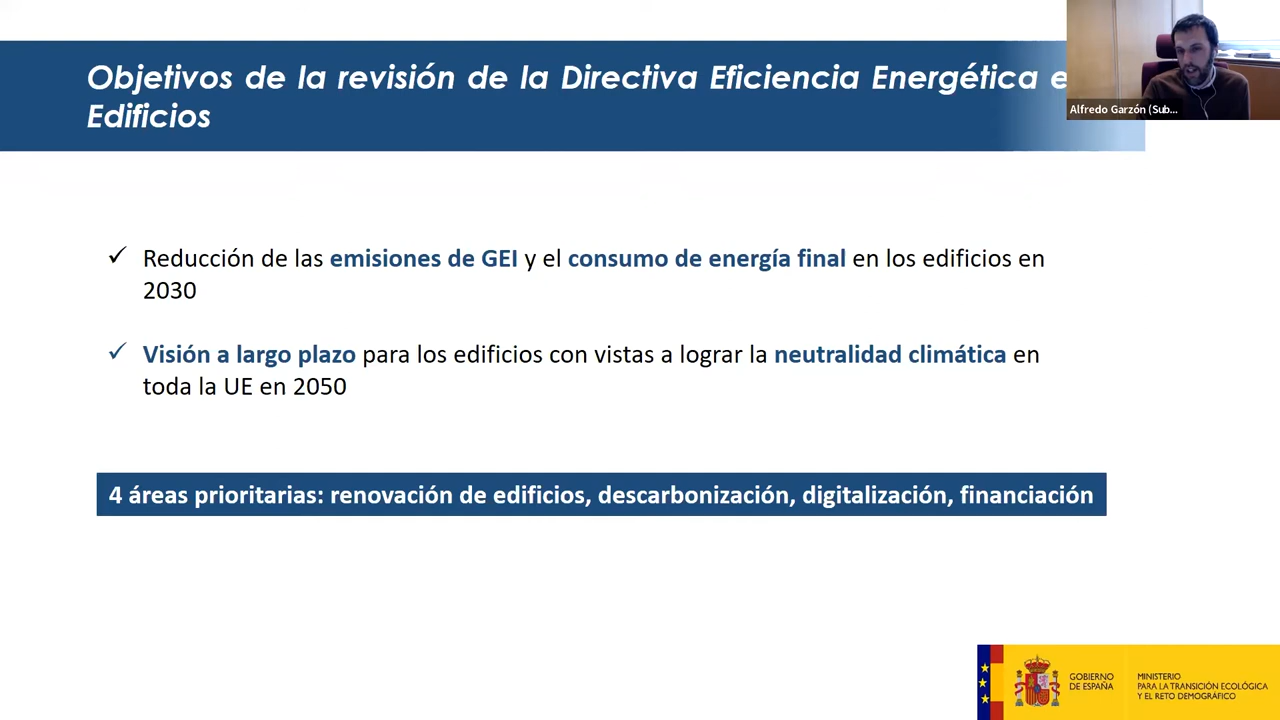 Objetivos de la revisión de la Directiva Eficiencia Energética e
Edificios
Alfredo Garzón (Sub...
✓ Reducción de las emisiones de GEI y el consumo de energía final en los edificios en
2030
✓ Visión a largo plazo para los edificios con vistas a lograr la neutralidad climática en
toda la UE en 2050
4 áreas prioritarias: renovación de edificios, descarbonización, digitalización, financiación
GOBIERNO
DE ESPAÑA
MINISTERIO
PARA LA TRANSICIÓN ECOLÓGICA
Y EL RETO DEMOGRÁFICO